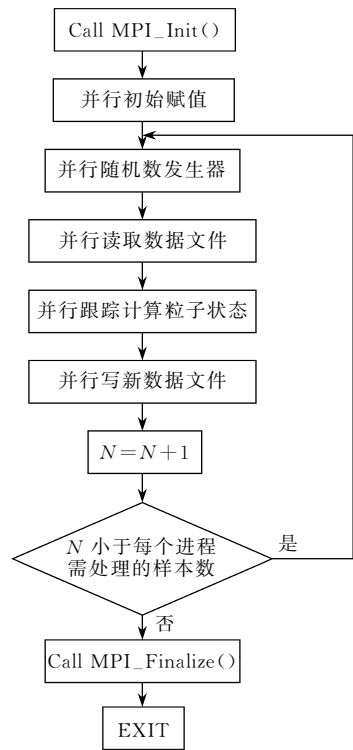 Call MPI_Init()
并行初始赋值
并行随机数发生器
并行读取数据文件
并行跟踪计算粒子状态
并行写新数据文件
N=N+1
N 小于每个进程
需处理的样本数
是
否
Call MPI_Finalize()
EXIT